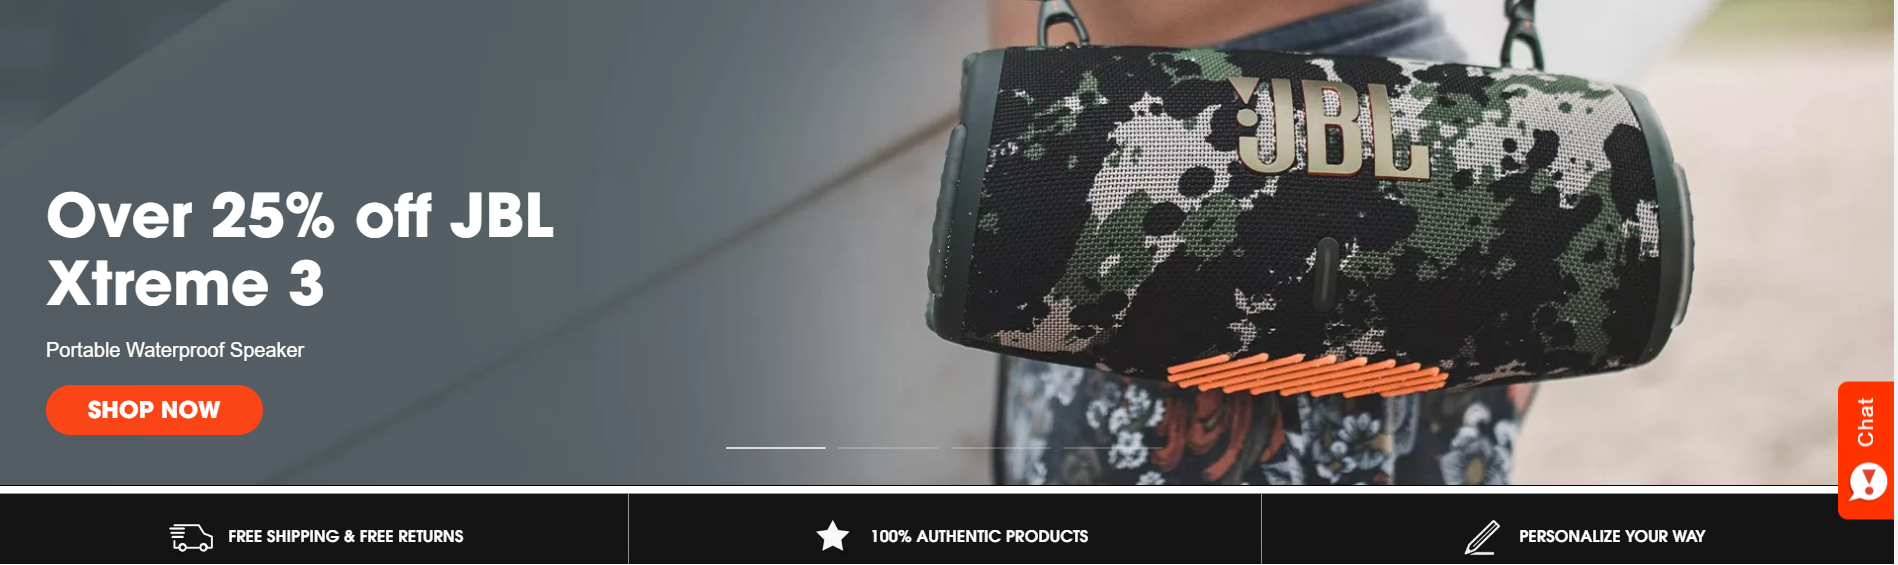 JBL
Over 25% off JBL
Xtreme 3
Portable Waterproof Speaker
SHOP NOW
Chat
FREE SHIPPING & FREE RETURNS
100% AUTHENTIC PRODUCTS
PERSONALIZE YOUR WAY